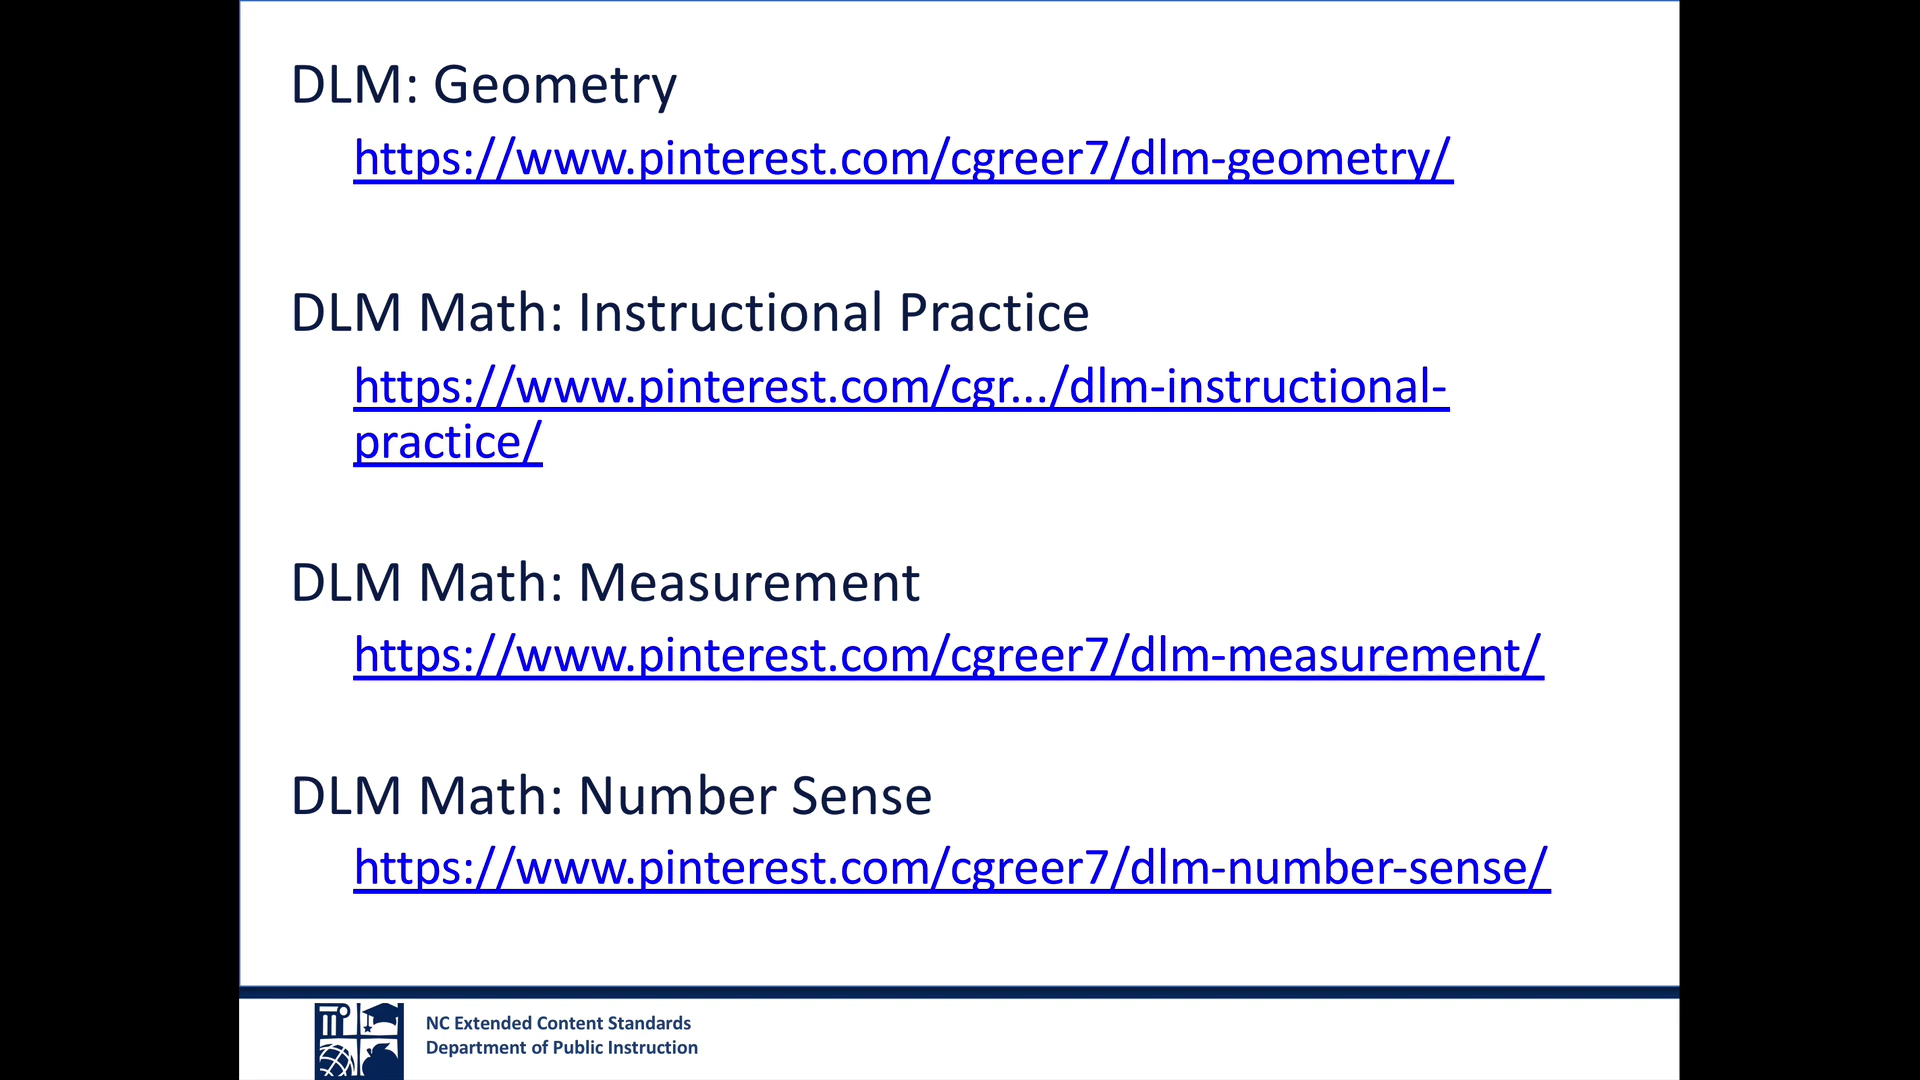 DLM: Geometry
https://www.pinterest.com/cgreer7/dlm-geometry/
DLM Math: Instructional Practice
https://www.pinterest.com/cgr.../dlm-instructional-
practice/
DLM Math: Measurement
https://www.pinterest.com/cgreer7/dlm-measurement/
DLM Math: Number Sense
https://www.pinterest.com/cgreer7/dlm-number-sense/
NC Extended Content Standards
Department of Public Instruction